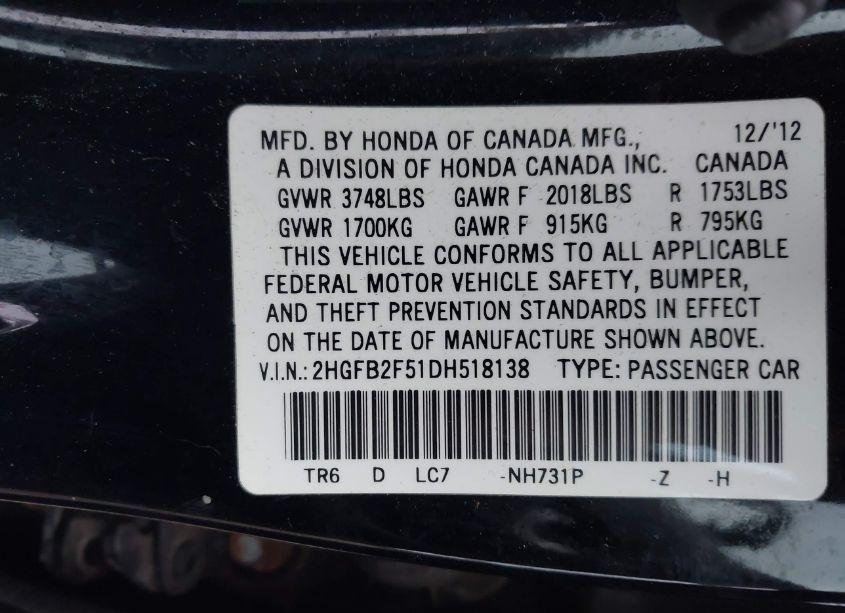 MFD. BY HONDA OF CANADA MFG., 12/'12
A DIVISION OF HONDA CANADA INC. CANADA
GVWR 3748LBS GAWR F 2018LBS R 1753LBS
GVWR 1700KG GAWR F 915KG R 795KG
THIS VEHICLE CONFORMS TO ALL APPLICABLE
FEDERAL MOTOR VEHICLE SAFETY, BUMPER,
AND THEFT PREVENTION STANDARDS IN EFFECT
ON THE DATE OF MANUFACTURE SHOWN ABOVE.
V.I.N.: 2HGFB2F51DH518138 TYPE: PASSENGER CAR
TR6 D LC7 -NH731P -Z -H